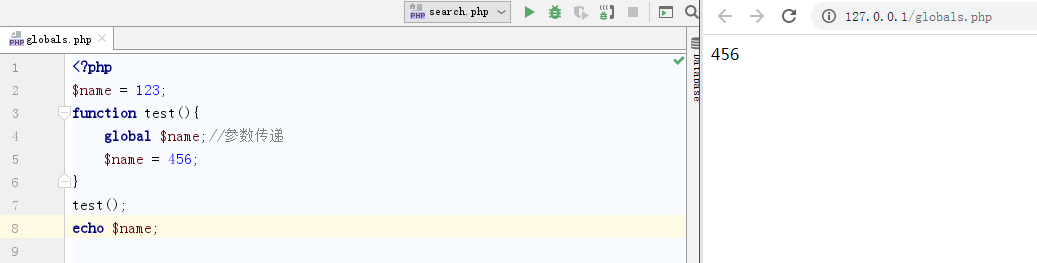 search.php
127.0.0.1/globals.php
globals.php
1 <?php
2 $name = 123;
3 function test(){
4     global $name;//参数传递
5     $name = 456;
6 }
7 test();
8 echo $name;
9
Database
456